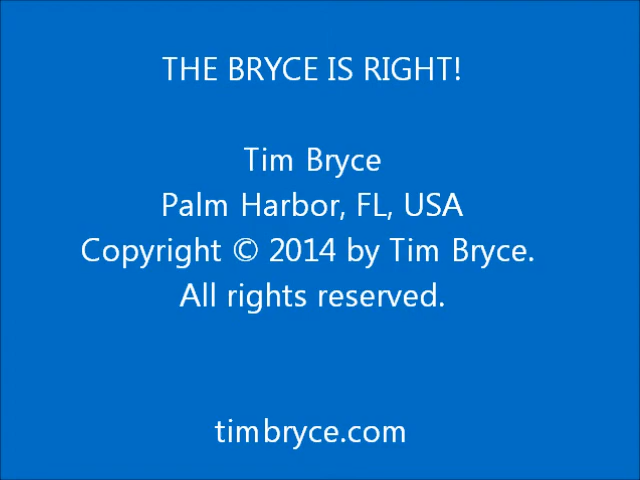 THE BRYCE IS RIGHT!
Tim Bryce
Palm Harbor, FL, USA
Copyright © 2014 by Tim Bryce.
All rights reserved.
timbryce.com